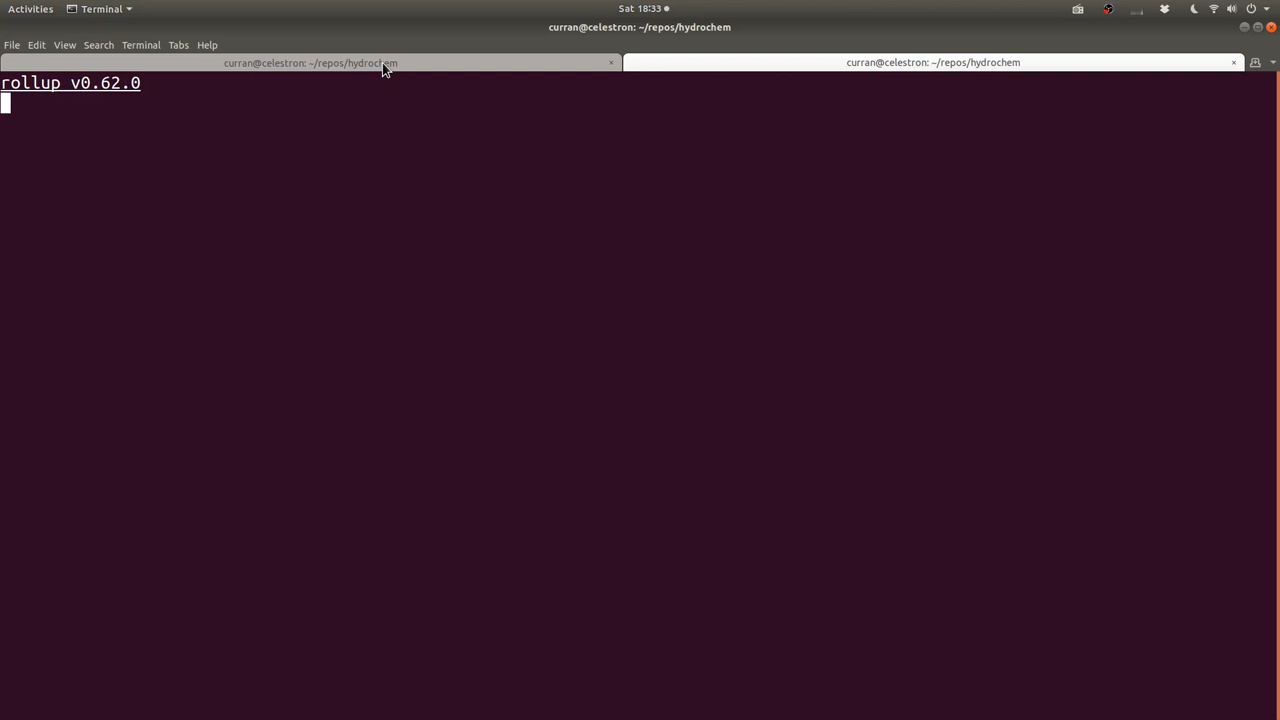 Activities Terminal Sat 18:33
curran@celestron: ~/repos/hydrochem
File Edit View Search Terminal Tabs Help
curran@celestron: ~/repos/hydrochem × curran@celestron: ~/repos/hydrochem ×
rollup v0.62.0